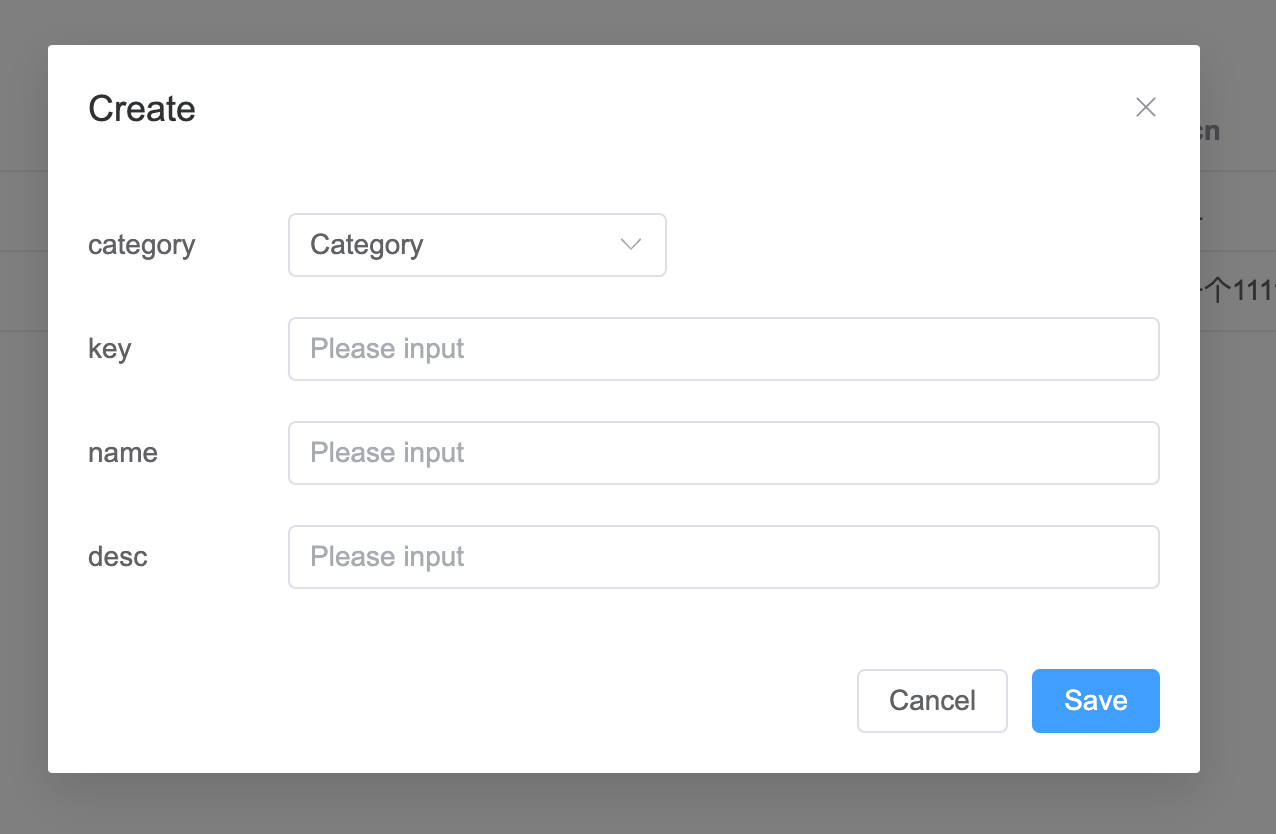 Create
cn
category
Category
key
Please input
个111
name
Please input
desc
Please input
Cancel
Save